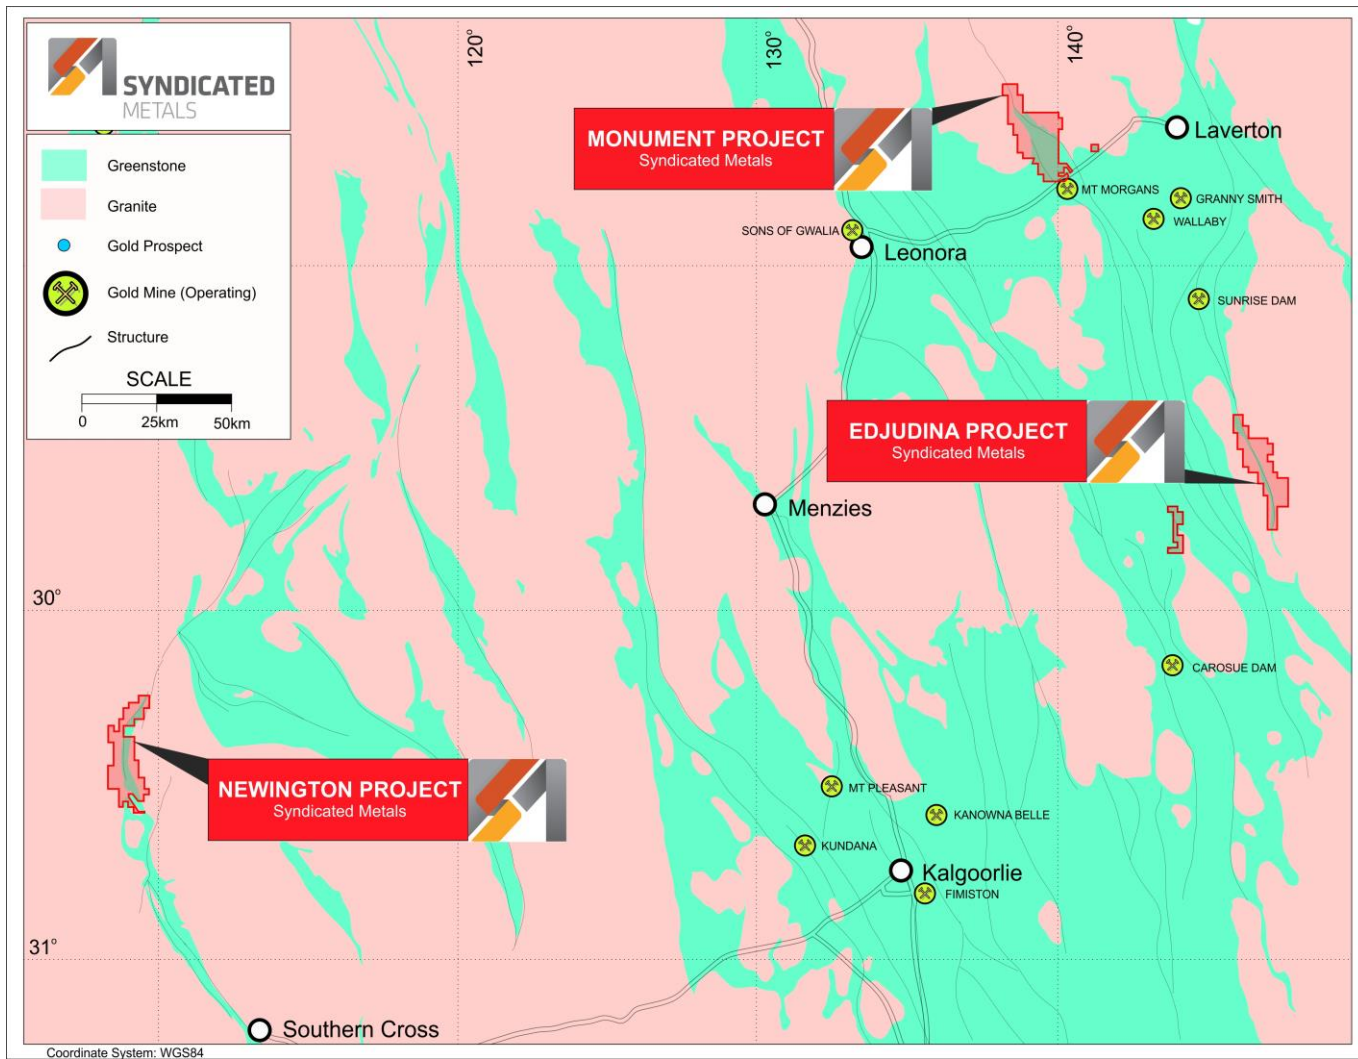 SYNDICATED
METALS
Greenstone
Granite
Gold Prospect
Gold Mine (Operating)
Structure
SCALE
0 25km 50km
120°
130°
140°
MONUMENT PROJECT
Syndicated Metals
Laverton
MT MORGANS
GRANNY SMITH
WALLABY
SONS OF GWALIA
Leonora
SUNRISE DAM
EDJUDINA PROJECT
Syndicated Metals
Menzies
30°
CAROSUE DAM
NEWINGTON PROJECT
Syndicated Metals
MT PLEASANT
KANOWNA BELLE
KUNDANA
Kalgoorlie
FIMISTON
31°
Southern Cross
Coordinate System: WGS84